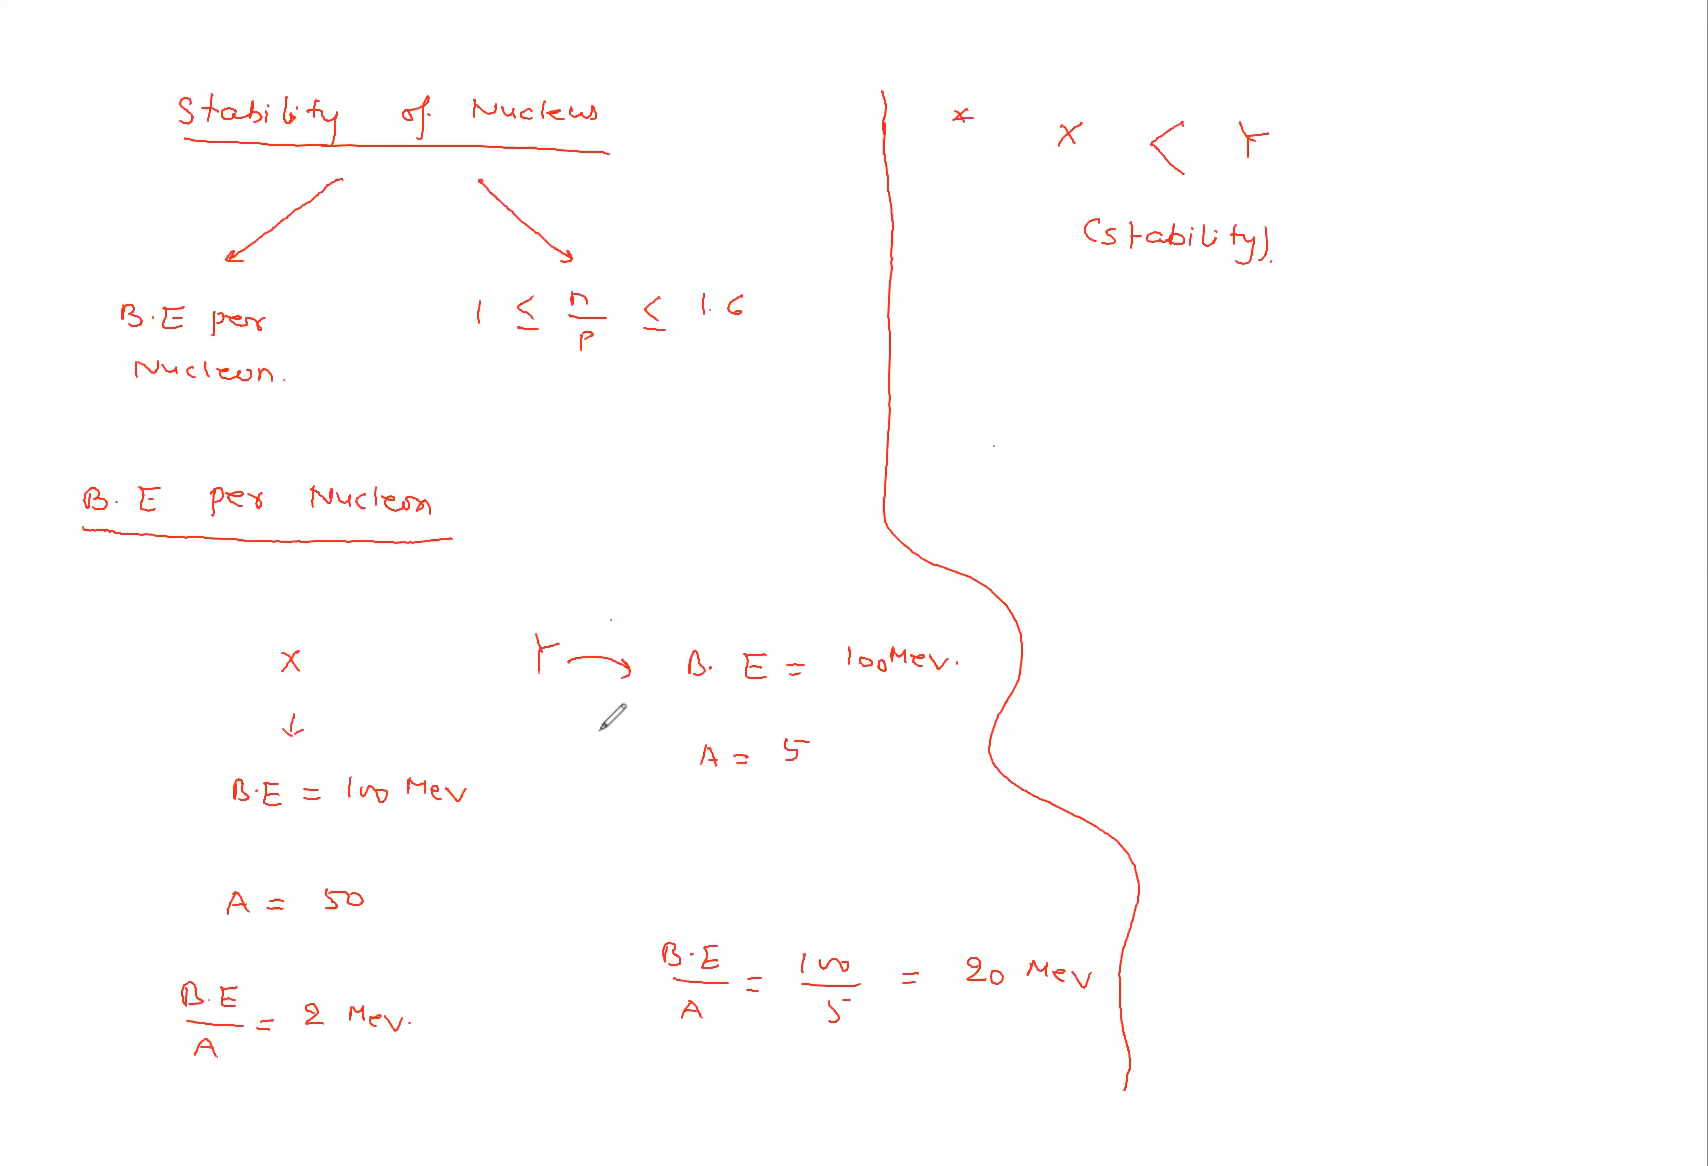 Stability of Nucleus
B.E per
Nucleon.
1 ≤ n/p ≤ 1.6
B.E per Nucleon
X
B.E = 100 Mev
A = 50
B.E/A = 2 Mev.
Y
B.E = 100 Mev.
A = 5
B.E/A = 100/5 = 20 Mev
* X < Y
(stability).